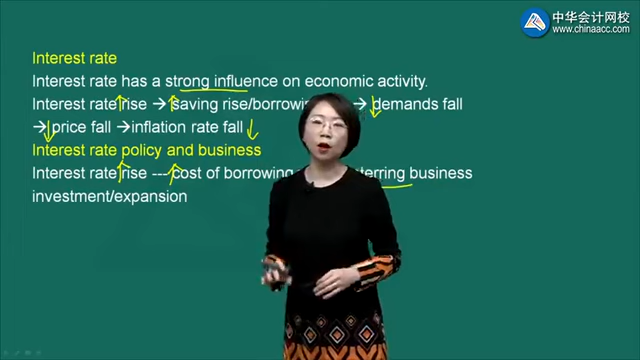 中华会计网校
www.chinaacc.com
Interest rate
Interest rate has a strong influence on economic activity.
Interest rate rise → saving rise/borrowing → demands fall
→ price fall → inflation rate fall
Interest rate policy and business
Interest rate rise --- cost of borrowing business
investment/expansion